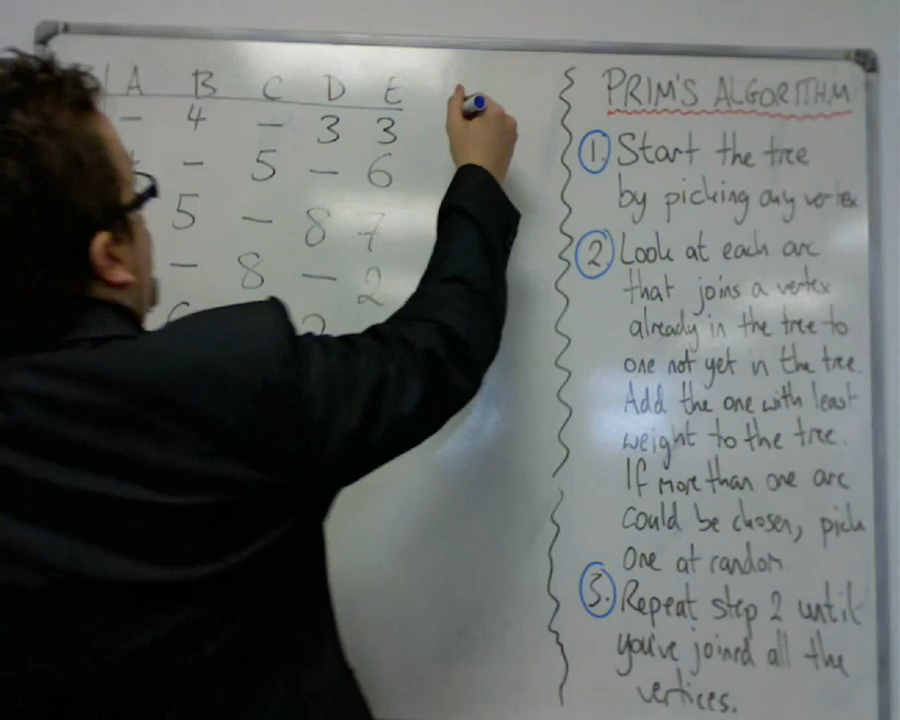 A B C D E
- 4 - 3 3
- 5 - 6
5 - 8 7
- 8 - 2
PRIM'S ALGORITHM
1. Start the tree
by picking any vertex
2 Look at each arc
that joins a vertex
already in the tree to
one not yet in the tree.
Add the one with least
weight to the tree.
If more than one arc
could be chosen, pick
one at random.
3. Repeat step 2 until
you've joined all the
vertices.